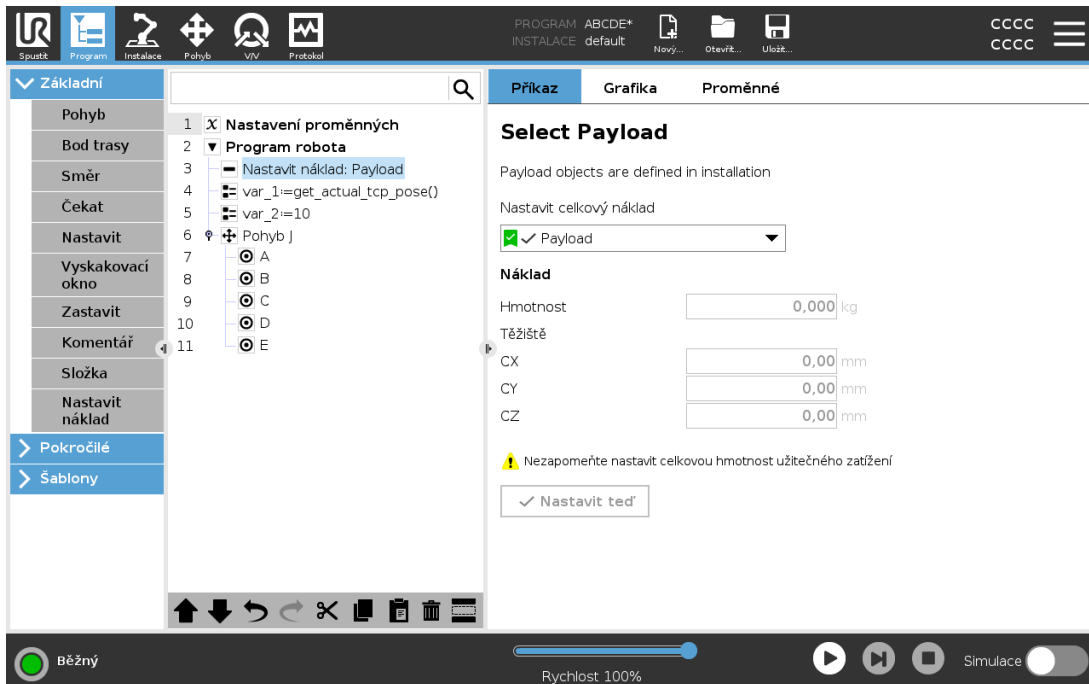 UR
PROGRAM ABCDE*
INSTALACE default
CCCC
CCCC
Spustit Program Instalace Pohyb V/V Protokol Nový... Otevřít... Uložit...
Základní
Příkaz Grafika Proměnné
Pohyb
Bod trasy
Směr
Čekat
Nastavit
Vyskakovací
okno
Zastavit
Komentář
Složka
Nastavit
náklad
Pokročilé
Šablony
1 X Nastavení proměnných
2 Program robota
3 Nastavit náklad: Payload
4 var_1:=get_actual_tcp_pose()
5 var_2:=10
6 Pohyb J
7 A
8 B
9 C
10 D
11 E
Select Payload
Payload objects are defined in installation
Nastavit celkový náklad
Payload
Náklad
Hmotnost 0,000 kg
Těžiště
CX 0,00 mm
CY 0,00 mm
CZ 0,00 mm
Nezapomeňte nastavit celkovou hmotnost užitečného zatížení
Nastavit teď
Běžný
Rychlost 100%
Simulace